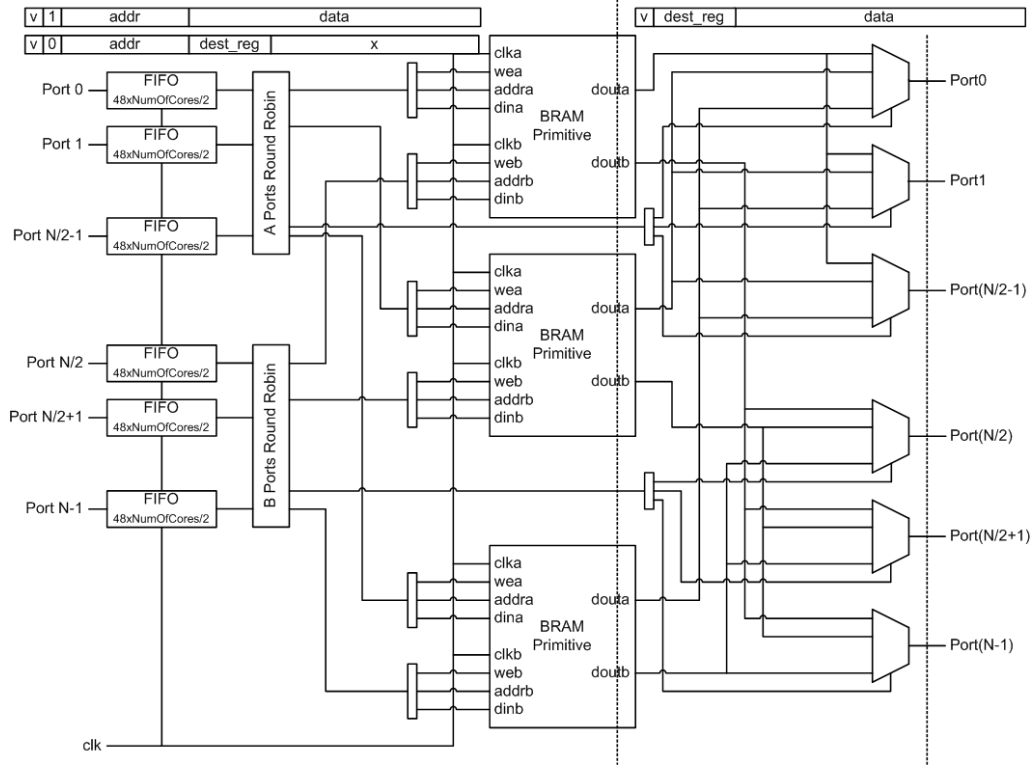 v 1 addr data
v 0 addr dest_reg x
v dest_reg data
Port 0
FIFO
48xNumOfCores/2
Port 1
FIFO
48xNumOfCores/2
Port N/2-1
FIFO
48xNumOfCores/2
A Ports Round Robin
Port N/2
FIFO
48xNumOfCores/2
Port N/2+1
FIFO
48xNumOfCores/2
Port N-1
FIFO
48xNumOfCores/2
B Ports Round Robin
clk
clka
wea
addra
dina
clkb
web
addrb
dinb
BRAM
Primitive
douta
doutb
clka
wea
addra
dina
clkb
web
addrb
dinb
BRAM
Primitive
douta
doutb
clka
wea
addra
dina
clkb
web
addrb
dinb
BRAM
Primitive
douta
doutb
Port0
Port1
Port(N/2-1)
Port(N/2)
Port(N/2+1)
Port(N-1)